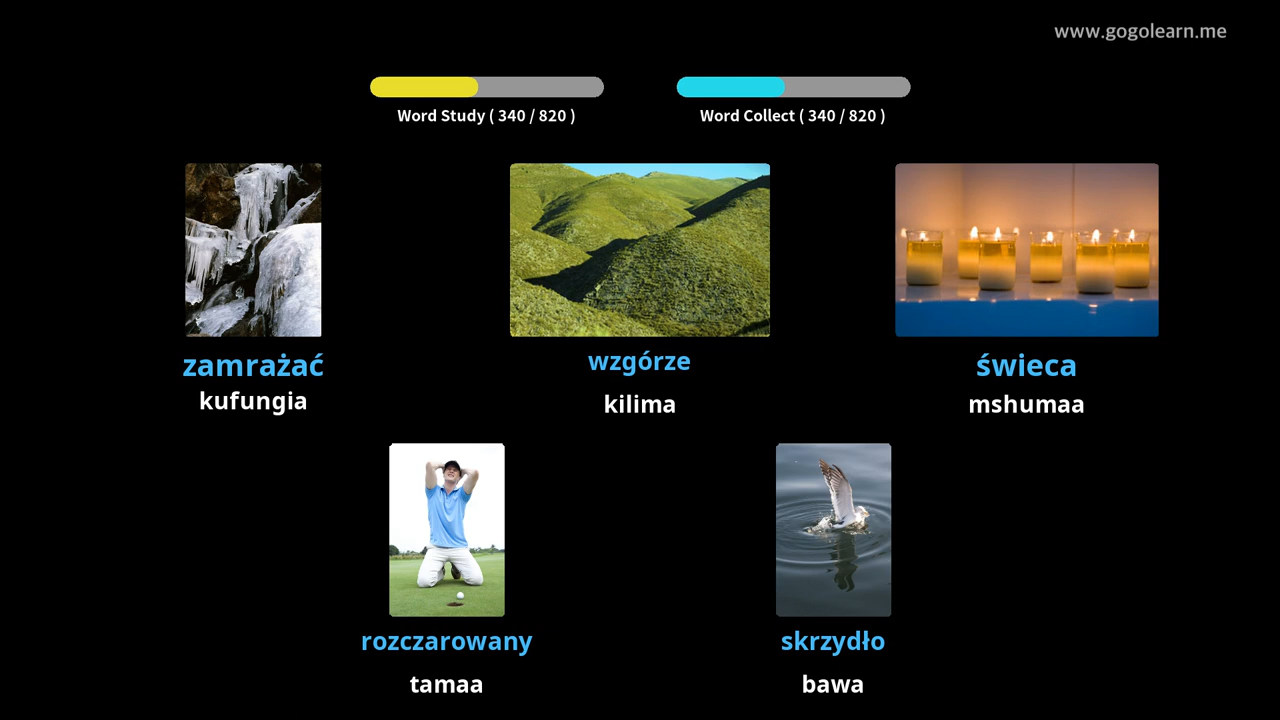 www.gogolearn.me
Word Study ( 340 / 820 )
Word Collect ( 340 / 820 )
zamrażać
kufungia
wzgórze
kilima
świeca
mshumaa
rozczarowany
tamaa
skrzydło
bawa